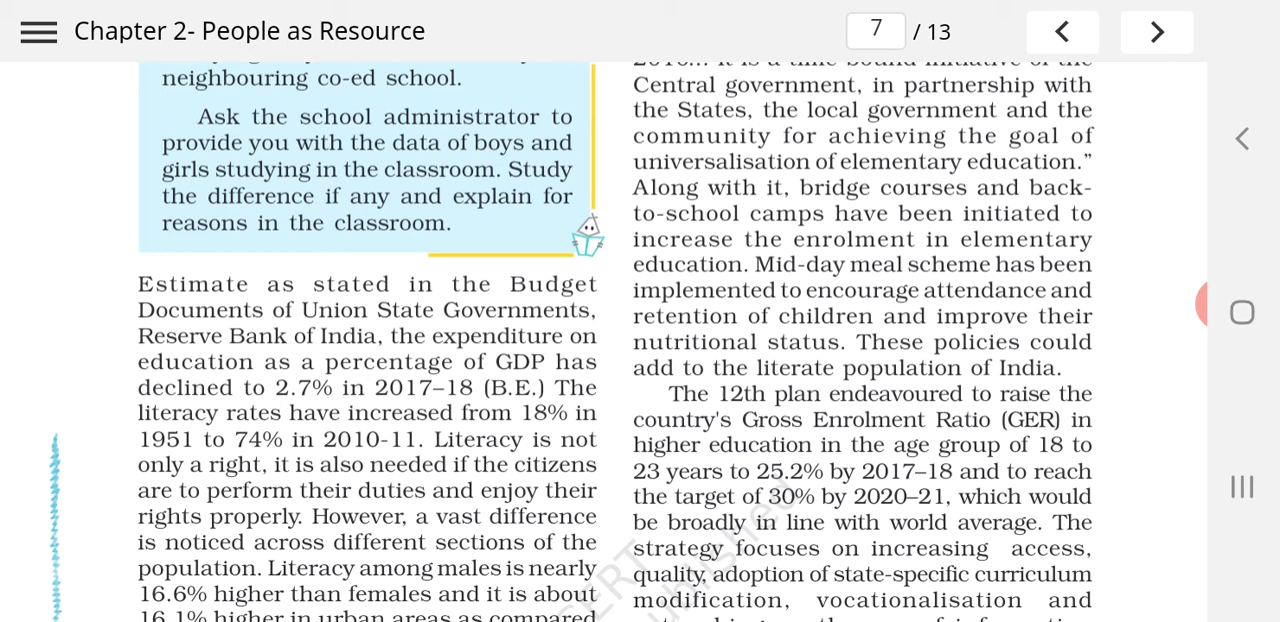 Chapter 2- People as Resource
7 / 13
neighbouring co-ed school.
Ask the school administrator to
provide you with the data of boys and
girls studying in the classroom. Study
the difference if any and explain for
reasons in the classroom.
Estimate as stated in the Budget
Documents of Union State Governments,
Reserve Bank of India, the expenditure on
education as a percentage of GDP has
declined to 2.7% in 2017–18 (B.E.) The
literacy rates have increased from 18% in
1951 to 74% in 2010-11. Literacy is not
only a right, it is also needed if the citizens
are to perform their duties and enjoy their
rights properly. However, a vast difference
is noticed across different sections of the
population. Literacy among males is nearly
16.6% higher than females and it is about
16.1% higher in urban areas as compared
Central government, in partnership with
the States, the local government and the
community for achieving the goal of
universalisation of elementary education.”
Along with it, bridge courses and back-
to-school camps have been initiated to
increase the enrolment in elementary
education. Mid-day meal scheme has been
implemented to encourage attendance and
retention of children and improve their
nutritional status. These policies could
add to the literate population of India.
The 12th plan endeavoured to raise the
country's Gross Enrolment Ratio (GER) in
higher education in the age group of 18 to
23 years to 25.2% by 2017–18 and to reach
the target of 30% by 2020–21, which would
be broadly in line with world average. The
strategy focuses on increasing access,
quality, adoption of state-specific curriculum
modification, vocationalisation and